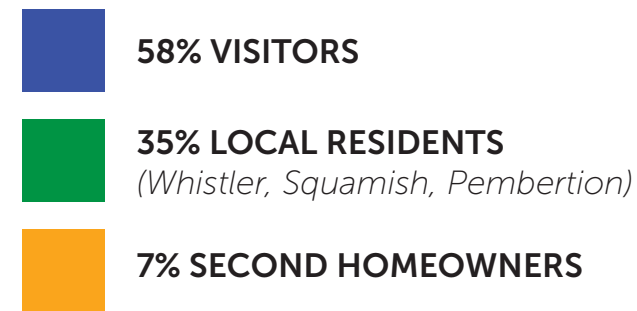 58% VISITORS
35% LOCAL RESIDENTS
(Whistler, Squamish, Pembertion)
7% SECOND HOMEOWNERS